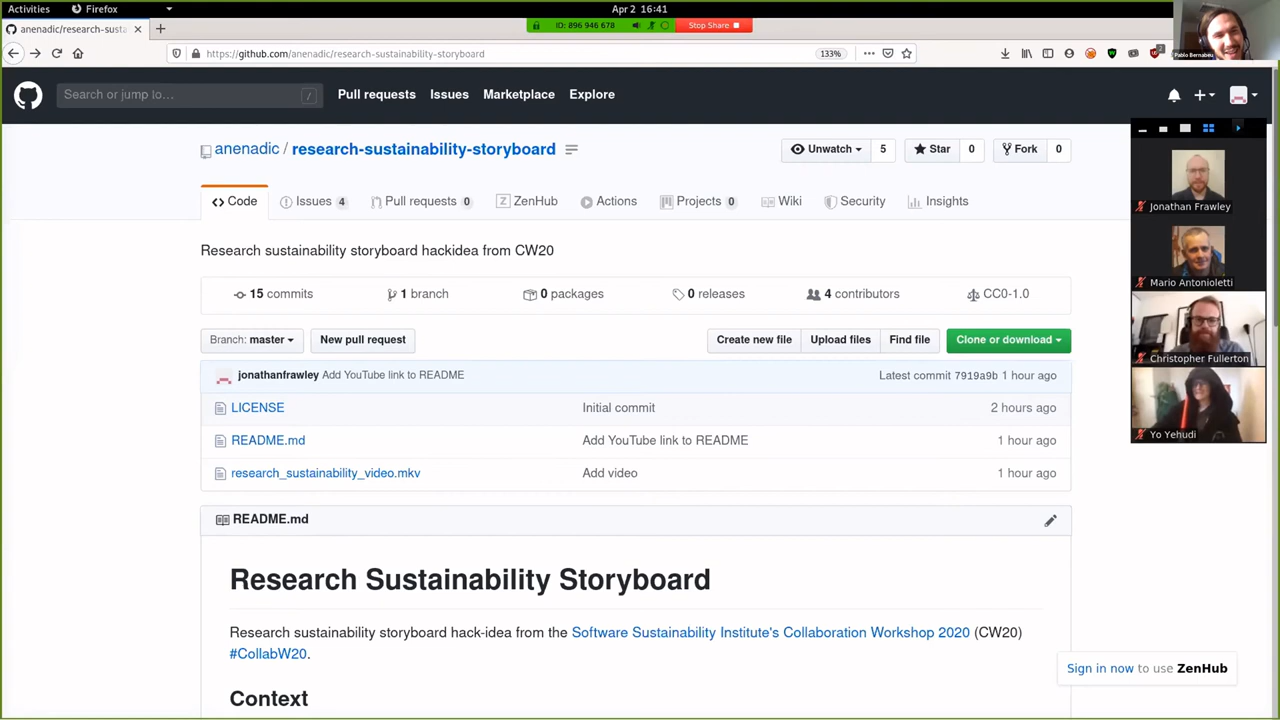 Activities Firefox Apr 2 16:41
anenadic/research-susta
ID: 896 946 678 Stop Share
https://github.com/anenadic/research-sustainability-storyboard 133%
Pablo Bernabeu
Search or jump to… / Pull requests Issues Marketplace Explore
anenadic / research-sustainability-storyboard Unwatch 5 Star 0 Fork 0
Code Issues 4 Pull requests 0 ZenHub Actions Projects 0 Wiki Security Insights
Jonathan Frawley
Research sustainability storyboard hackidea from CW20
Mario Antonioletti
15 commits 1 branch 0 packages 0 releases 4 contributors CC0-1.0
Branch: master New pull request Create new file Upload files Find file Clone or download
Christopher Fullerton
jonathanfrawley Add YouTube link to README Latest commit 7919a9b 1 hour ago
LICENSE Initial commit 2 hours ago
Yo Yehudi
README.md Add YouTube link to README 1 hour ago
research_sustainability_video.mkv Add video 1 hour ago
README.md
Research Sustainability Storyboard
Research sustainability storyboard hack-idea from the Software Sustainability Institute's Collaboration Workshop 2020 (CW20)
#CollabW20.
Sign in now to use ZenHub
Context